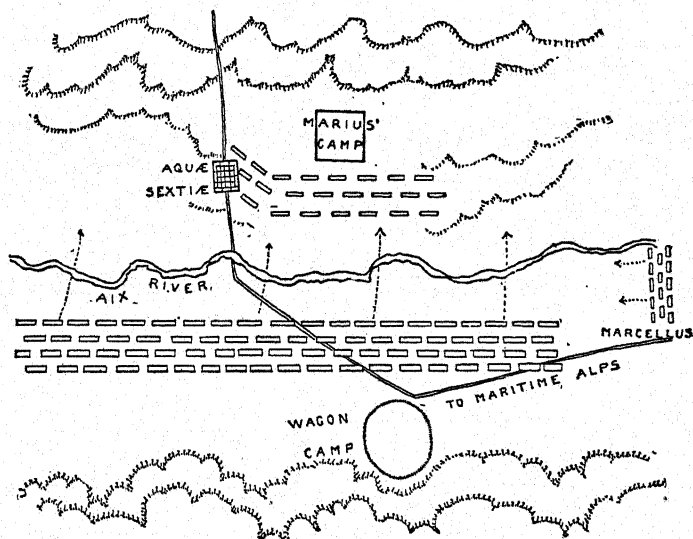 MARIUS'
CAMP
AQUÆ
SEXTIÆ
AIX RIVER
MARCELLUS
TO MARITIME ALPS
WAGON
CAMP